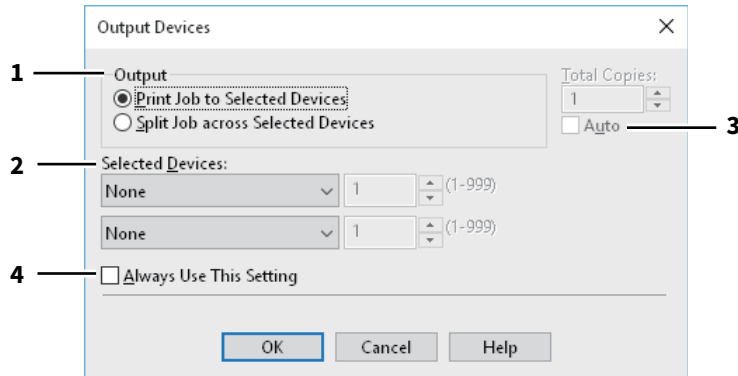 Output Devices
1
Output
Print Job to Selected Devices
Split Job across Selected Devices
Total Copies:
1
Auto
3
2
Selected Devices:
None 1 (1-999)
None 1 (1-999)
4
Always Use This Setting
OK Cancel Help